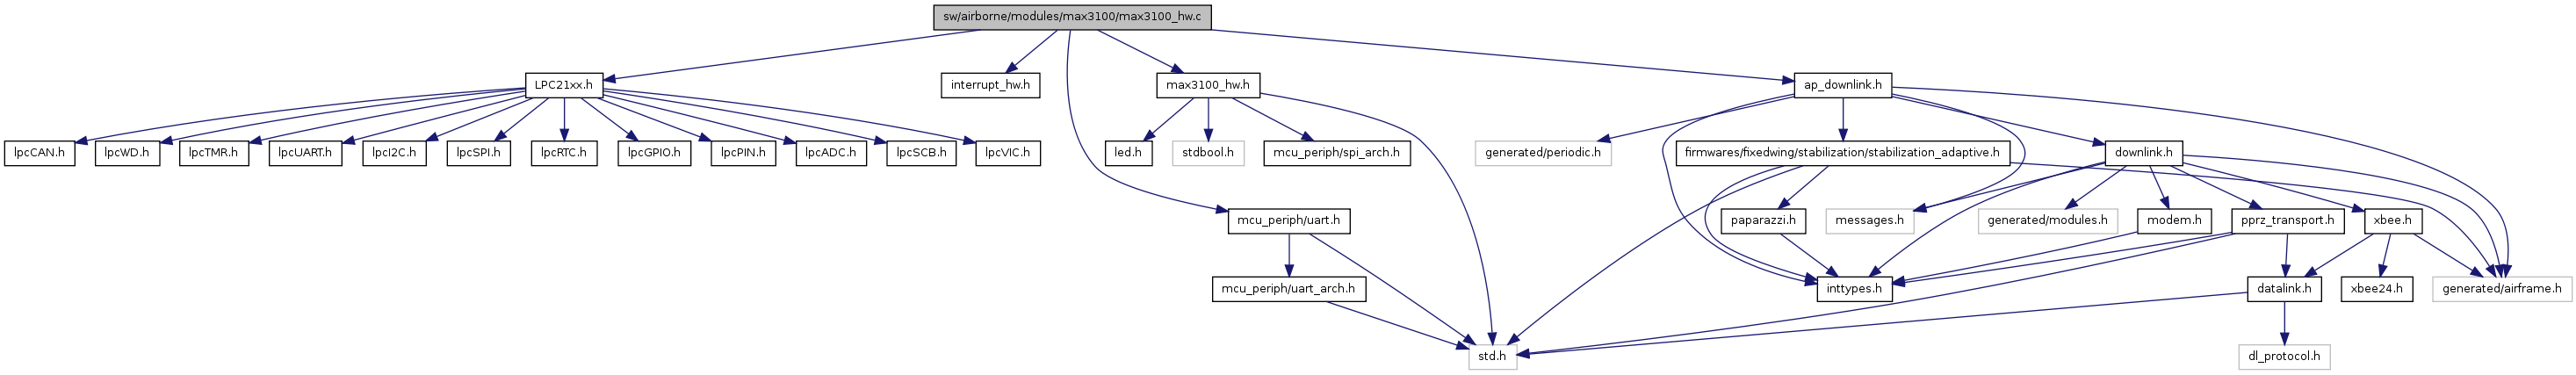 sw/airborne/modules/max3100/max3100_hw.c
LPC21xx.h
interrupt_hw.h
max3100_hw.h
ap_downlink.h
lpcCAN.h
lpcWD.h
lpcTMR.h
lpcUART.h
lpcI2C.h
lpcSPI.h
lpcRTC.h
lpcGPIO.h
lpcPIN.h
lpcADC.h
lpcSCB.h
lpcVIC.h
led.h
stdbool.h
mcu_periph/spi_arch.h
generated/periodic.h
firmwares/fixedwing/stabilization/stabilization_adaptive.h
downlink.h
mcu_periph/uart.h
paparazzi.h
messages.h
generated/modules.h
modem.h
pprz_transport.h
xbee.h
mcu_periph/uart_arch.h
inttypes.h
datalink.h
xbee24.h
generated/airframe.h
std.h
dl_protocol.h